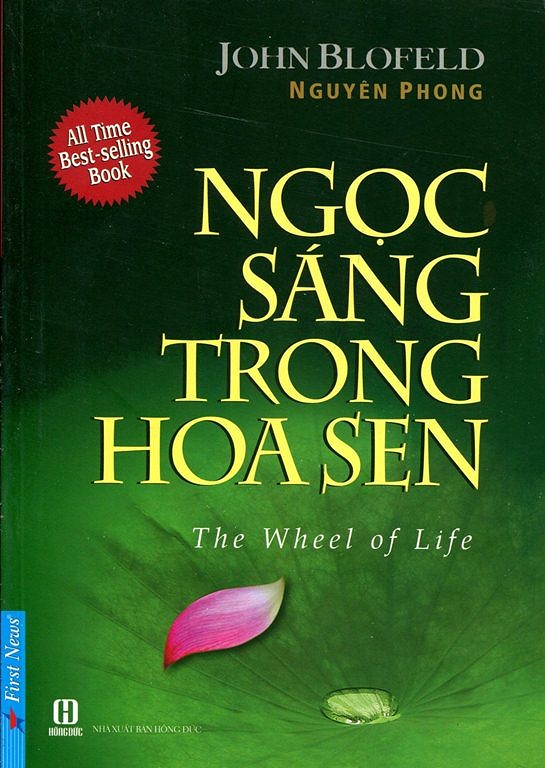 JOHN BLOFELD
NGUYÊN PHONG
All Time
Best-selling
Book
NGỌC
SÁNG
TRONG
HOA SEN
The Wheel of Life
First News®
H
HỒNG ĐỨC
NHÀ XUẤT BẢN HỒNG ĐỨC